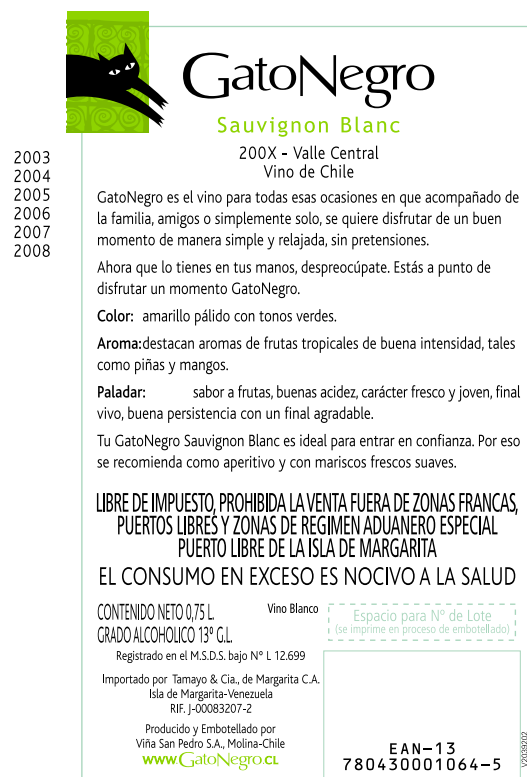 GatoNegro
Sauvignon Blanc
200X - Valle Central
Vino de Chile
2003
2004
2005
2006
2007
2008
GatoNegro es el vino para todas esas ocasiones en que acompañado de
la familia, amigos o simplemente solo, se quiere disfrutar de un buen
momento de manera simple y relajada, sin pretensiones.
Ahora que lo tienes en tus manos, despreocúpate. Estás a punto de
disfrutar un momento GatoNegro.
Color: amarillo pálido con tonos verdes.
Aroma: destacan aromas de frutas tropicales de buena intensidad, tales
como piñas y mangos.
Paladar: sabor a frutas, buenas acidez, carácter fresco y joven, final
vivo, buena persistencia con un final agradable.
Tu GatoNegro Sauvignon Blanc es ideal para entrar en confianza. Por eso
se recomienda como aperitivo y con mariscos frescos suaves.
LIBRE DE IMPUESTO, PROHIBIDA LA VENTA FUERA DE ZONAS FRANCAS,
PUERTOS LIBRES Y ZONAS DE REGIMEN ADUANERO ESPECIAL
PUERTO LIBRE DE LA ISLA DE MARGARITA
EL CONSUMO EN EXCESO ES NOCIVO A LA SALUD
CONTENIDO NETO 0,75 L.
GRADO ALCOHOLICO 13º G.L.
Vino Blanco
Espacio para Nº de Lote
(se imprime en proceso de embotellado)
Registrado en el M.S.D.S. bajo Nº L 12.699
Importado por Tamayo & Cia., de Margarita C.A.
Isla de Margarita-Venezuela
RIF. J-00083207-2
Producido y Embotellado por
Viña San Pedro S.A., Molina-Chile
www.GatoNegro.CL
EAN-13
780430001064-5
V2039202